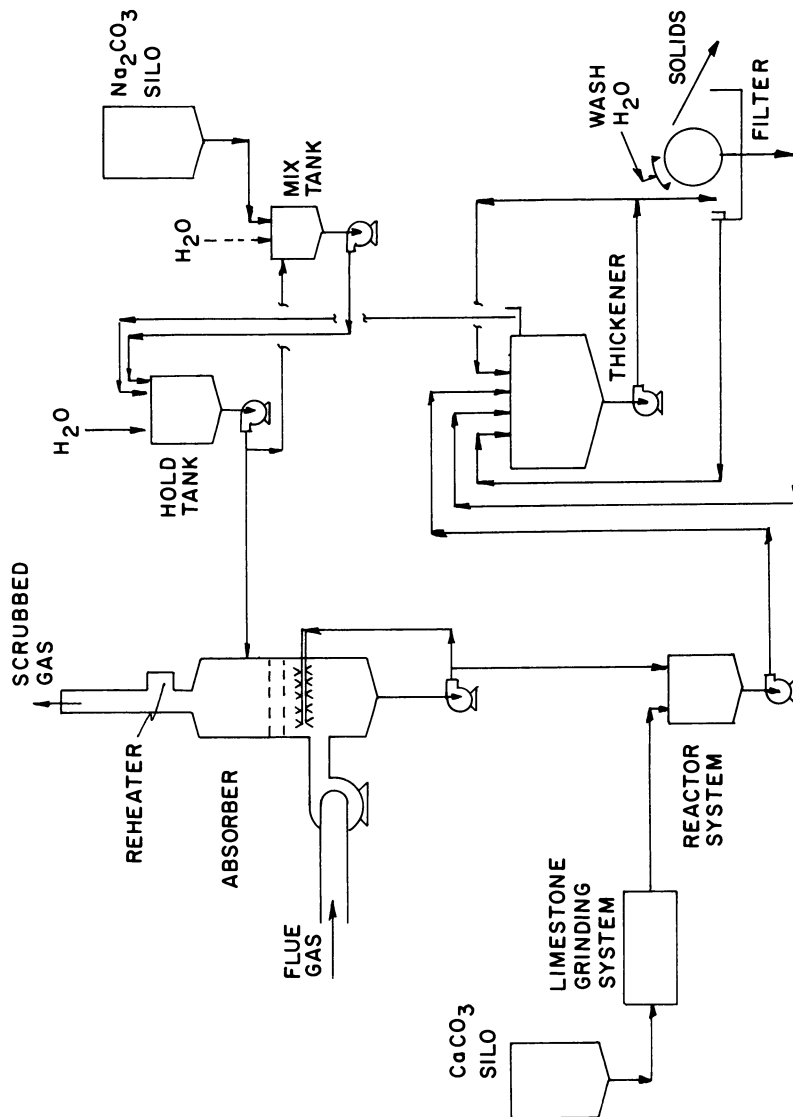 SCRUBBED
GAS
REHEATER
ABSORBER
FLUE
GAS
H₂O
HOLD
TANK
H₂O
Na₂CO₃
SILO
MIX
TANK
CaCO₃
SILO
LIMESTONE
GRINDING
SYSTEM
REACTOR
SYSTEM
THICKENER
WASH
H₂O
SOLIDS
FILTER